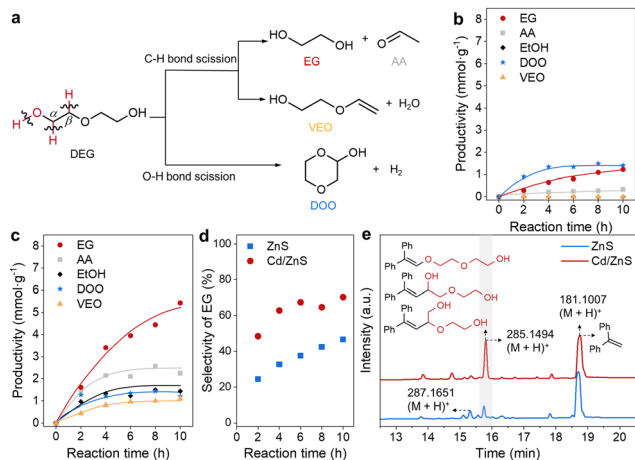 a
C-H bond scission
O-H bond scission
O
H
H
α
β
H
O
OH
DEG
HO
OH
EG
+
O
AA
HO
O
VEO
+ H₂O
O
OH
O
DOO
+ H₂
b
Productivity (mmol·g⁻¹)
8
7
6
5
4
3
2
1
0
EG
AA
EtOH
DOO
VEO
0 2 4 6 8 10
Reaction time (h)
c
Productivity (mmol·g⁻¹)
8
7
6
5
4
3
2
1
0
EG
AA
EtOH
DOO
VEO
0 2 4 6 8 10
Reaction time (h)
d
ZnS
Cd/ZnS
Selectivity of EG (%)
100
80
60
40
20
0
0 2 4 6 8 10
Reaction time (h)
e
ZnS
Cd/ZnS
Intensity (a.u.)
Ph
Ph
O
O
OH
Ph
OH
Ph
O
OH
Ph
OH
Ph
O
OH
285.1494
(M + H)⁺
181.1007
(M + H)⁺
Ph
Ph
287.1651
(M + H)⁺
13 14 15 16 17 18 19 20
Time (min)